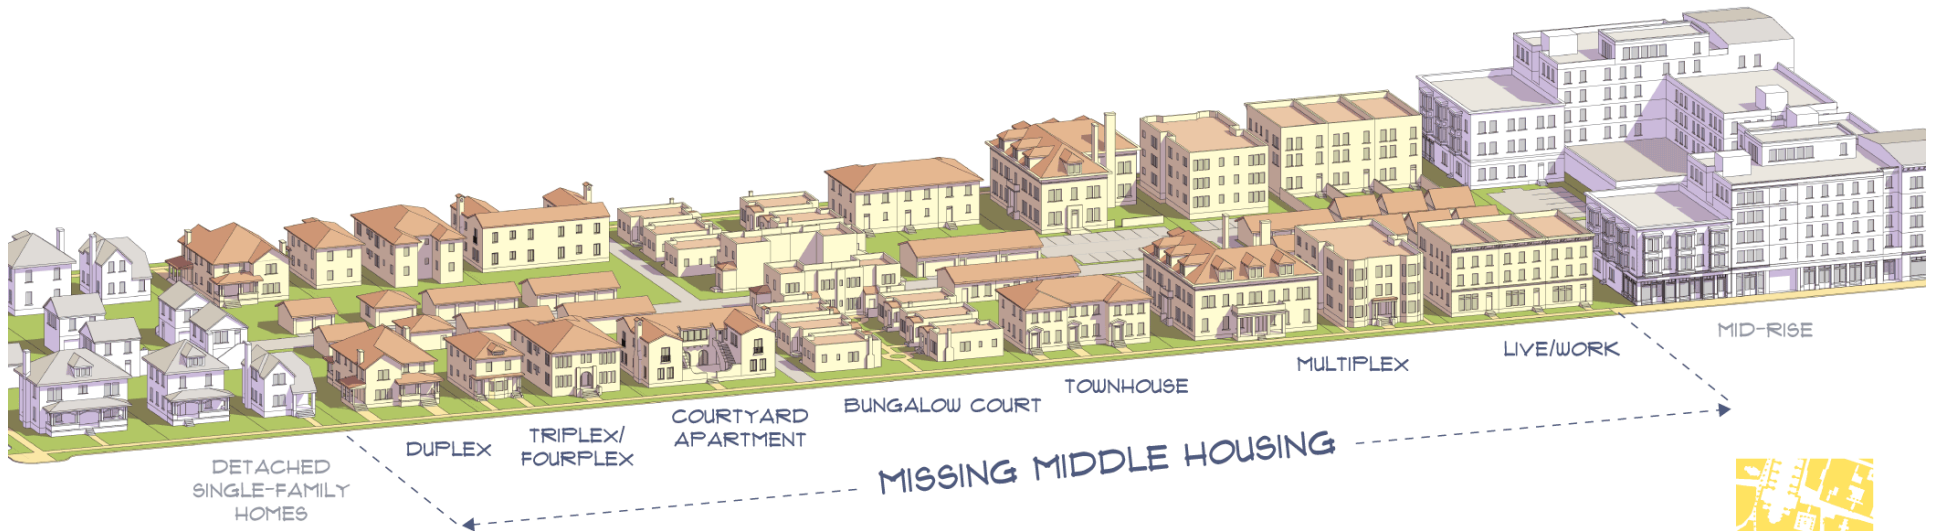 DETACHED
SINGLE-FAMILY
HOMES
DUPLEX
TRIPLEX/
FOURPLEX
COURTYARD
APARTMENT
BUNGALOW COURT
TOWNHOUSE
MULTIPLEX
LIVE/WORK
MID-RISE
MISSING MIDDLE HOUSING